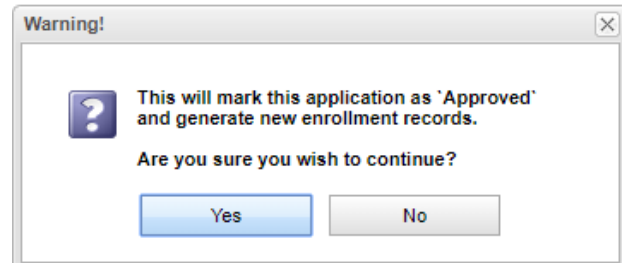 Warning!
This will mark this application as `Approved`
and generate new enrollment records.
Are you sure you wish to continue?
Yes
No